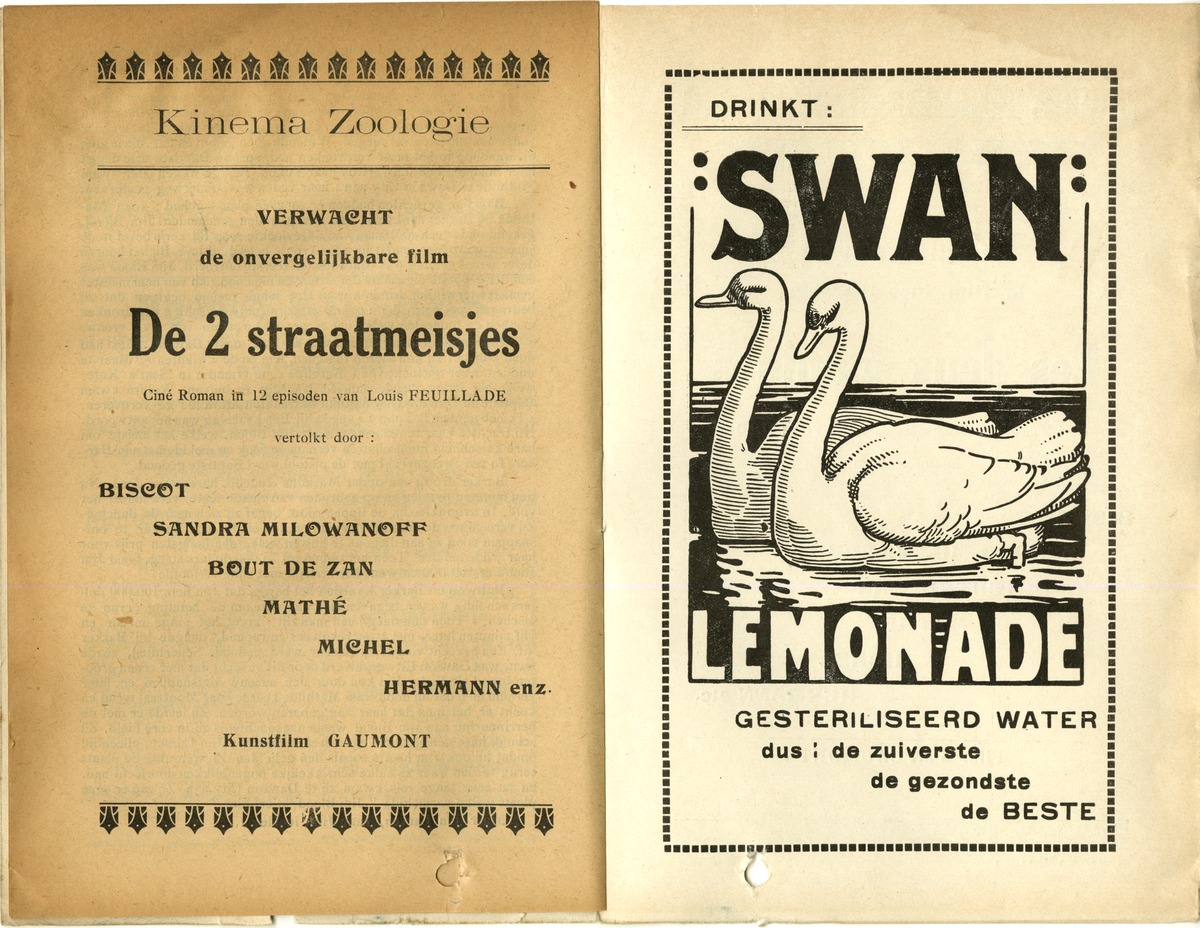 Kinema Zoologie
VERWACHT
de onvergelijkbare film
De 2 straatmeisjes
Ciné Roman in 12 episoden van Louis FEUILLADE
vertolkt door :
BISCOT
SANDRA MILOWANOFF
BOUT DE ZAN
MATHÉ
MICHEL
HERMANN enz.
Kunstfilm GAUMONT
DRINKT :
:SWAN:
LEMONADE
GESTERILISEERD WATER
dus : de zuiverste
de gezondste
de BESTE